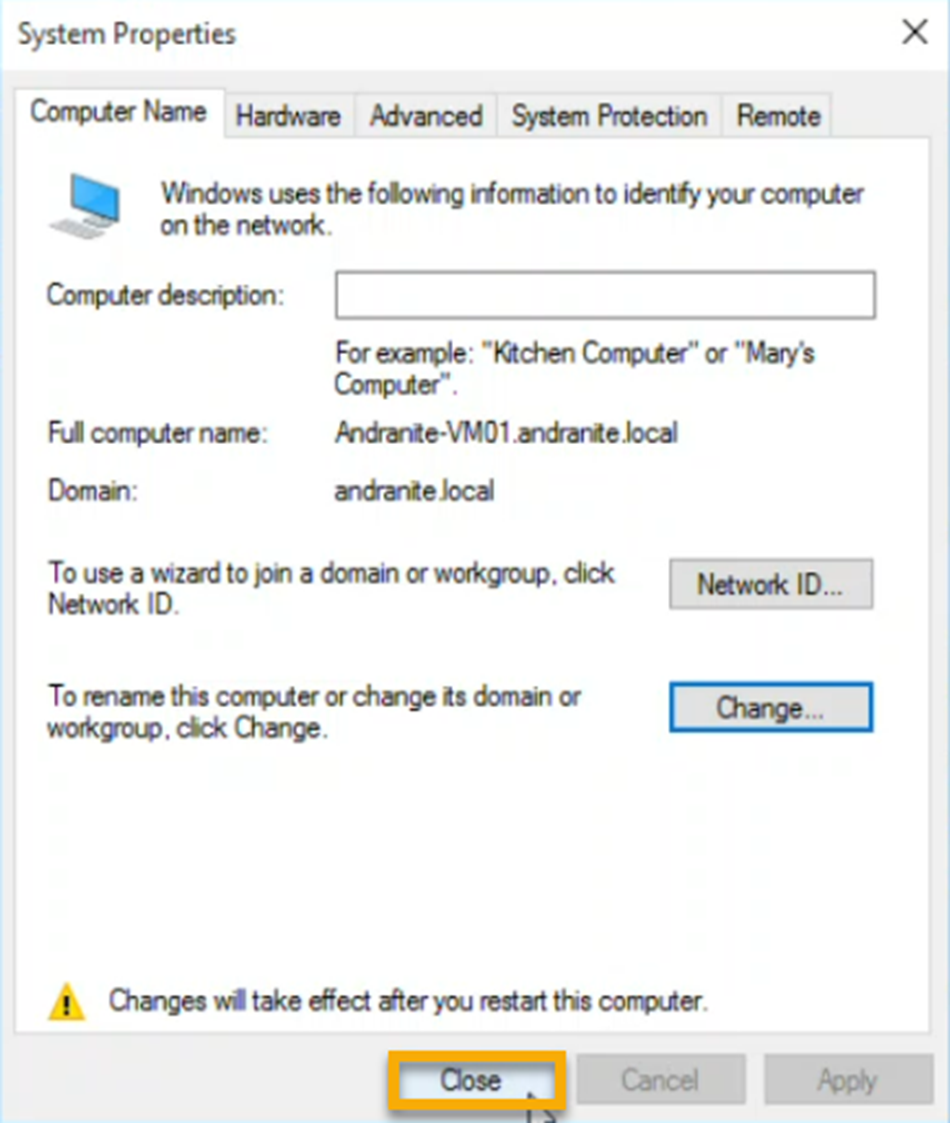 System Properties
Computer Name
Hardware
Advanced
System Protection
Remote
Windows uses the following information to identify your computer
on the network.
Computer description:
For example: "Kitchen Computer" or "Mary's
Computer".
Full computer name:
Andranite-VM01.andranite.local
Domain:
andranite.local
To use a wizard to join a domain or workgroup, click
Network ID.
Network ID...
To rename this computer or change its domain or
workgroup, click Change.
Change...
Changes will take effect after you restart this computer.
Close
Cancel
Apply